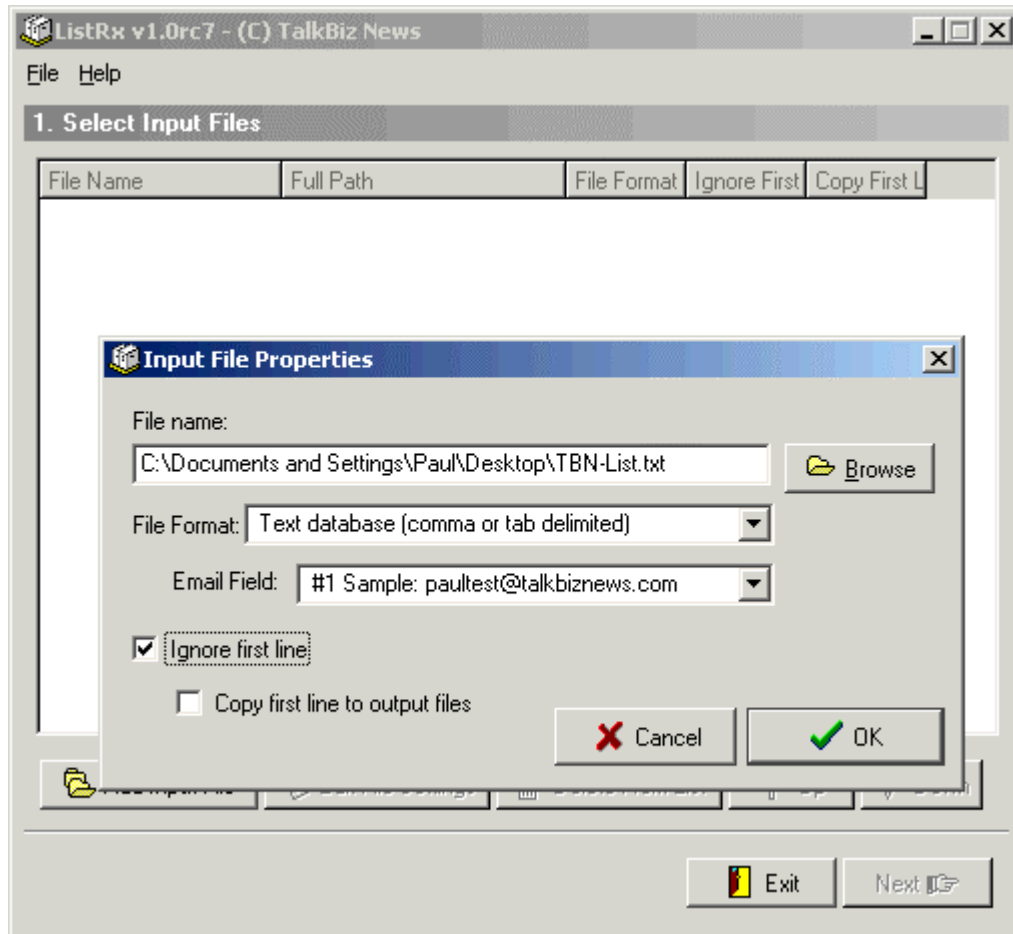 ListRx v1.0rc7 - (C) TalkBiz News
File Help
1. Select Input Files
File Name Full Path File Format Ignore First Copy First L
Input File Properties
File name:
C:\Documents and Settings\Paul\Desktop\TBN-List.txt
Browse
File Format: Text database (comma or tab delimited)
Email Field: #1 Sample: paultest@talkbiznews.com
Ignore first line
Copy first line to output files
Cancel OK
Exit Next